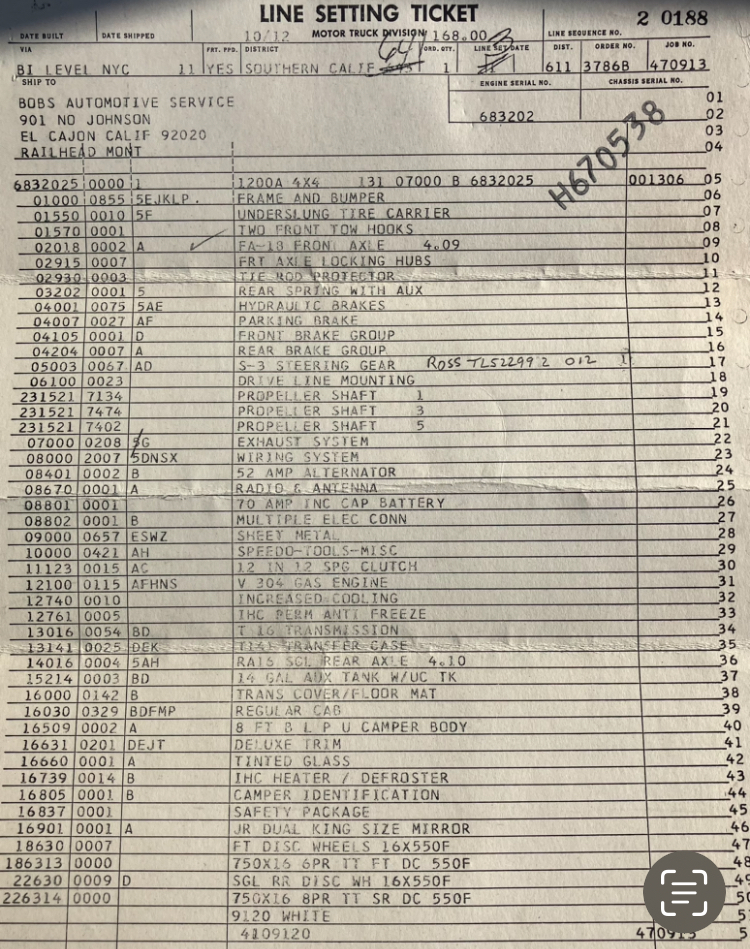 LINE SETTING TICKET
2 0188
DATE BUILT DATE SHIPPED 10/12 MOTOR TRUCK DIVISION 168.00 LINE SEQUENCE NO.
VIA FRT. PPD. DISTRICT 64 ORD. QTY. LINE SET DATE DIST. ORDER NO. JOB NO.
BI LEVEL NYC 11 YES SOUTHERN CALIF 1 611 3786B 470913
SHIP TO ENGINE SERIAL NO. CHASSIS SERIAL NO.
BOBS AUTOMOTIVE SERVICE 01
901 NO JOHNSON 683202 02
EL CAJON CALIF 92020 03
RAILHEAD MONT 04
H670538
6832025 0000 1 1200A 4X4 131 07000 B 6832025 001306 05
01000 0855 5EJKLP . FRAME AND BUMPER 06
01550 0010 5F UNDERSLUNG TIRE CARRIER 07
01570 0001 TWO FRONT TOW HOOKS 08
02018 0002 A ✓ FA-13 FRONT AXLE 4.09 09
02915 0007 FRT AXLE LOCKING HUBS 10
02930 0003 TIE ROD PROTECTOR 11
03202 0001 5 REAR SPRING WITH AUX 12
04001 0075 5AE HYDRAULIC BRAKES 13
04007 0027 AF PARKING BRAKE 14
04105 0001 D FRONT BRAKE GROUP 15
04204 0007 A REAR BRAKE GROUP 16
05003 0067 AD S-3 STEERING GEAR ROSS TL52299 2 012 17
06100 0023 DRIVE LINE MOUNTING 18
231521 7134 PROPELLER SHAFT 1 19
231521 7474 PROPELLER SHAFT 3 20
231521 7402 PROPELLER SHAFT 5 21
07000 0208 5G EXHAUST SYSTEM 22
08000 2007 5DNSX WIRING SYSTEM 23
08401 0002 B 52 AMP ALTERNATOR 24
08670 0001 A RADIO & ANTENNA 25
08801 0001 70 AMP INC CAP BATTERY 26
08802 0001 B MULTIPLE ELEC CONN 27
09000 0657 ESWZ SHEET METAL 28
10000 0421 AH SPEEDO-TOOLS-MISC 29
11123 0015 AC 12 IN 12 SPG CLUTCH 30
12100 0115 AFHNS V 304 GAS ENGINE 31
12740 0010 INCREASED COOLING 32
12761 0005 IHC PERM ANTI FREEZE 33
13016 0054 BD T 16 TRANSMISSION 34
13141 0025 DEK T141 TRANSFER CASE 35
14016 0004 5AH RA15 SGL REAR AXLE 4.10 36
15214 0003 BD 14 GAL AUX TANK W/UC TK 37
16000 0142 B TRANS COVER/FLOOR MAT 38
16030 0329 BDFMP REGULAR CAB 39
16509 0002 A 8 FT B L P U CAMPER BODY 40
16631 0201 DEJT DELUXE TRIM 41
16660 0001 A TINTED GLASS 42
16739 0014 B IHC HEATER / DEFROSTER 43
16805 0001 B CAMPER IDENTIFICATION 44
16837 0001 SAFETY PACKAGE 45
16901 0001 A JR DUAL KING SIZE MIRROR 46
18630 0007 FT DISC WHEELS 16X550F 47
186313 0000 750X16 6PR TT FT DC 550F 48
22630 0009 D SGL RR DISC WH 16X550F
226314 0000 750X16 8PR TT SR DC 550F
9120 WHITE
4109120 470913